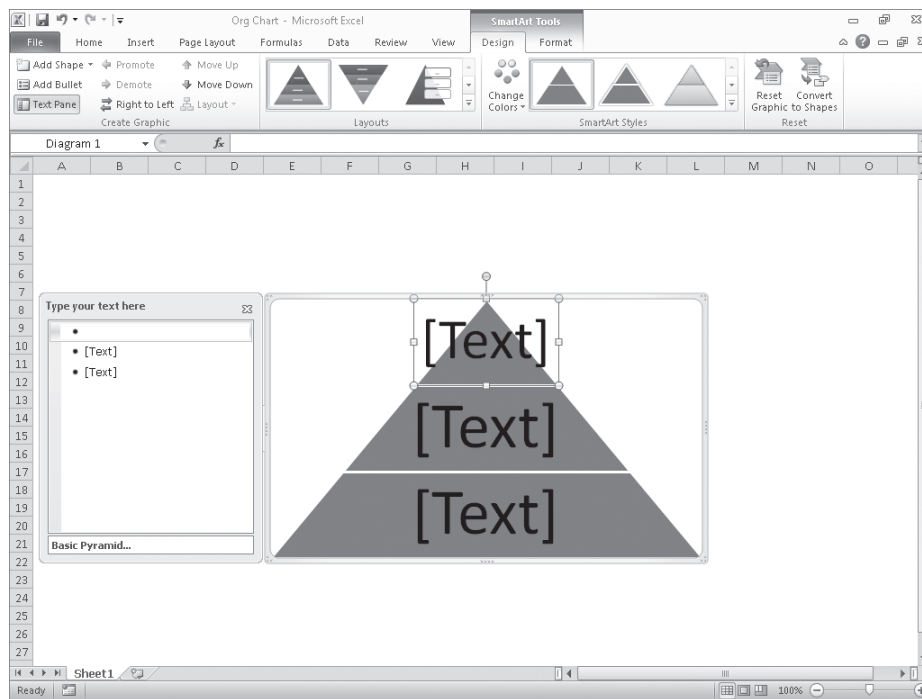 Org Chart - Microsoft Excel
SmartArt Tools
File Home Insert Page Layout Formulas Data Review View Design Format
Add Shape Promote Move Up
Add Bullet Demote Move Down
Text Pane Right to Left Layout
Change Colors
Reset Graphic
Convert to Shapes
Create Graphic Layouts SmartArt Styles Reset
Diagram 1 fx
A B C D E F G H I J K L M N O
1
2
3
4
5
6
7
8
9
10
11
12
13
14
15
16
17
18
19
20
21
22
23
24
25
26
27
Type your text here
[Text]
[Text]
Basic Pyramid...
[Text]
[Text]
[Text]
Sheet1
Ready 100%